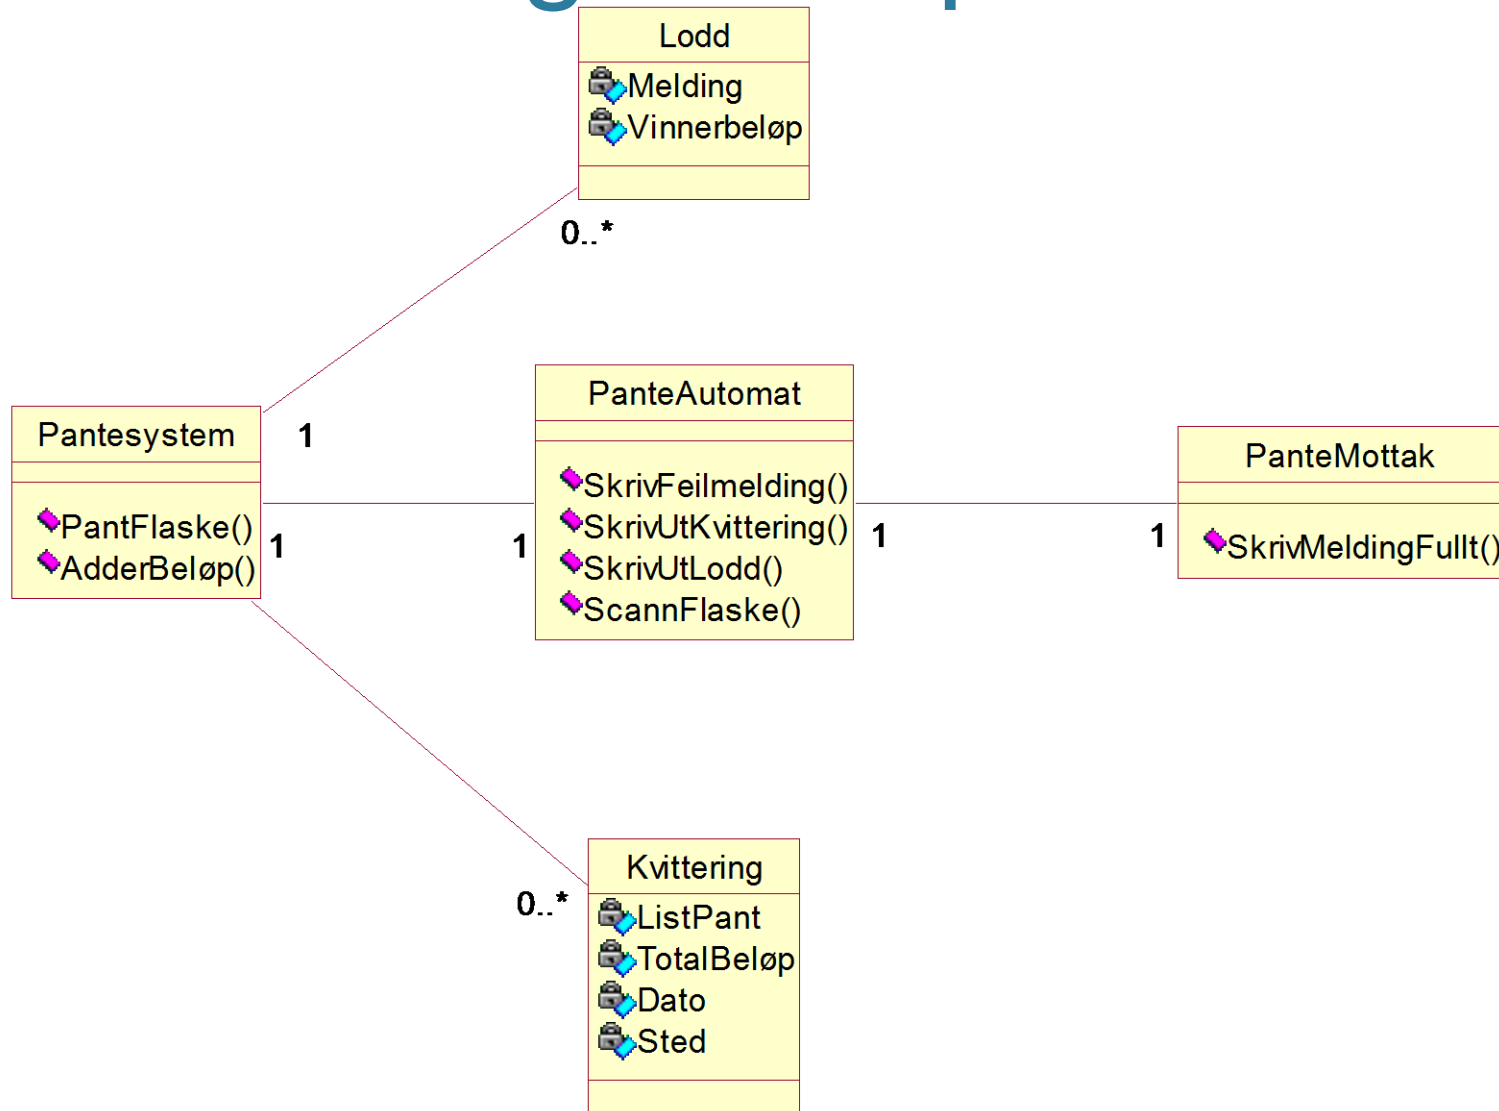 Lodd
Melding
Vinnerbeløp
0..*
Pantesystem
PantFlaske()
AdderBeløp()
1
1
PanteAutomat
SkrivFeilmelding()
SkrivUtKvittering()
SkrivUtLodd()
ScannFlaske()
1
1
PanteMottak
SkrivMeldingFullt()
1
Kvittering
ListPant
TotalBeløp
Dato
Sted
0..*